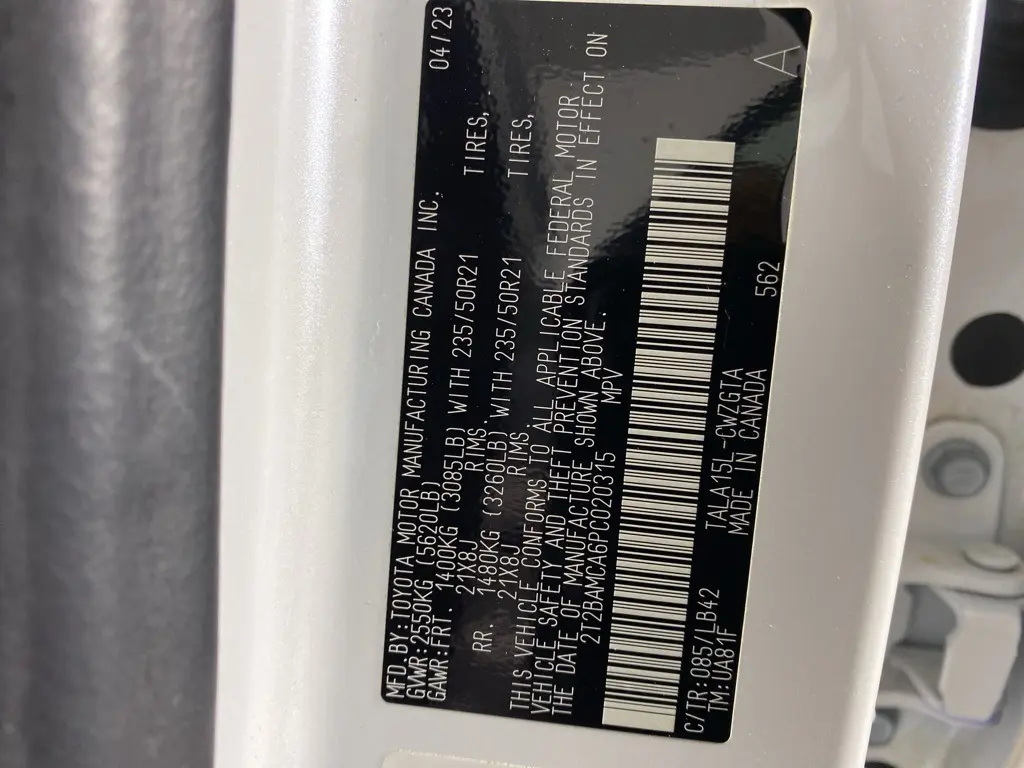 MFD.BY:TOYOTA MOTOR MANUFACTURING CANADA INC. 04/23
GVWR:2550KG(5620LB)
GAWR:FRT. 1400KG (3085LB) WITH 235/50R21 TIRES,
21X8J RIMS.
RR. 1480KG (3260LB) WITH 235/50R21 TIRES,
21X8J RIMS.
THIS VEHICLE CONFORMS TO ALL APPLICABLE FEDERAL MOTOR
VEHICLE SAFETY AND THEFT PREVENTION STANDARDS IN EFFECT ON
THE DATE OF MANUFACTURE SHOWN ABOVE.
2T2BAMCA6PC020315 MPV
C/TR:085/LB42 TALA15L-CWZGTA A
TM:UA81F MADE IN CANADA 562